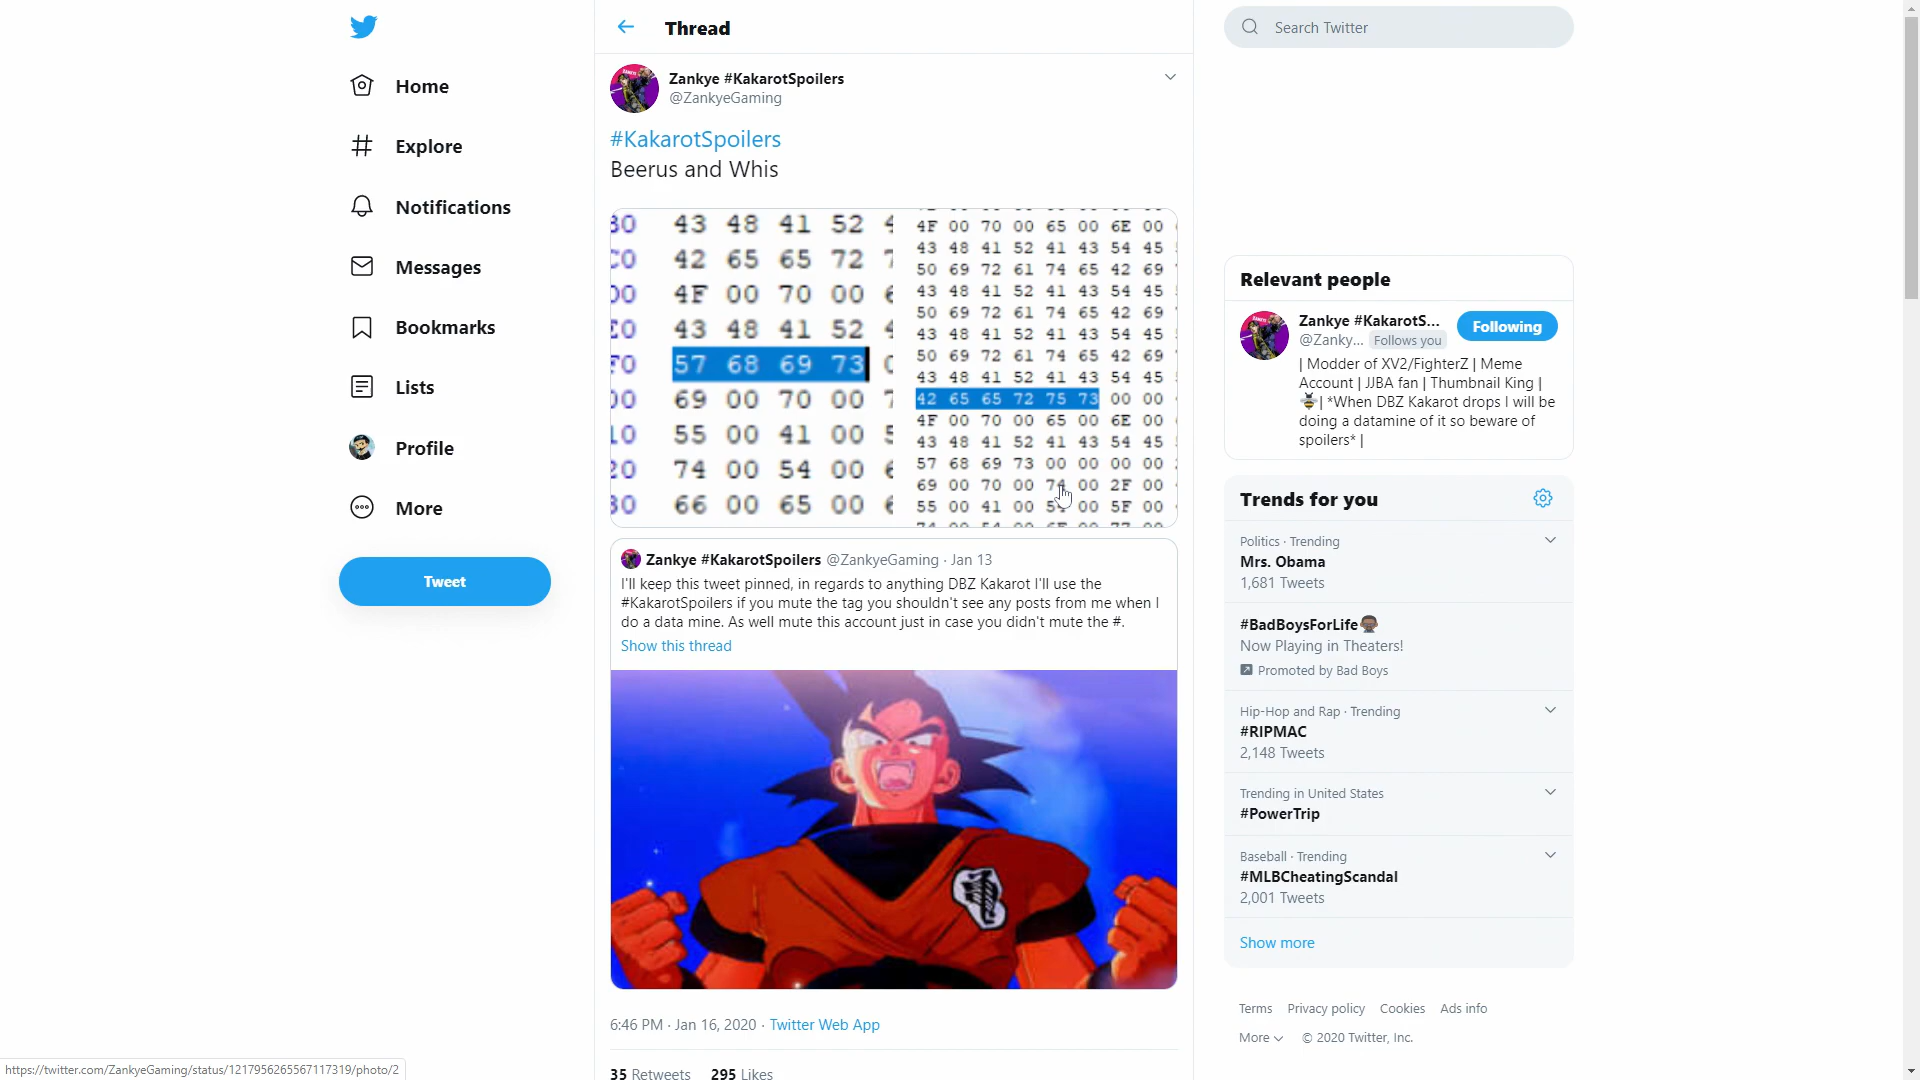 Home
Explore
Notifications
Messages
Bookmarks
Lists
Profile
More
Tweet
Thread
Zankye #KakarotSpoilers
@ZankyeGaming
#KakarotSpoilers
Beerus and Whis
43 48 41 52
42 65 65 72
4F 00 70 00
43 48 41 52
57 68 69 73
69 00 70 00
55 00 41 00
74 00 54 00
66 00 65 00
4F 00 70 00 65 00 6E 00
43 48 41 52 41 43 54 45
50 69 72 61 74 65 42 69
43 48 41 52 41 43 54 45
50 69 72 61 74 65 42 69
43 48 41 52 41 43 54 45
50 69 72 61 74 65 42 69
43 48 41 52 41 43 54 45
42 65 65 72 75 73 00 00
4F 00 70 00 65 00 6E 00
43 48 41 52 41 43 54 45
57 68 69 73 00 00 00 00
69 00 70 00 74 00 2F 00
55 00 41 00 00 5F 00
Zankye #KakarotSpoilers @ZankyeGaming · Jan 13
I'll keep this tweet pinned, in regards to anything DBZ Kakarot I'll use the
#KakarotSpoilers if you mute the tag you shouldn't see any posts from me when I
do a data mine. As well mute this account just in case you didn't mute the #.
Show this thread
6:46 PM · Jan 16, 2020 · Twitter Web App
35 Retweets 295 Likes
Search Twitter
Relevant people
Zankye #KakarotS...
@Zanky... Follows you
Following
| Modder of XV2/FighterZ | Meme
Account | JJBA fan | Thumbnail King |
| *When DBZ Kakarot drops I will be
doing a datamine of it so beware of
spoilers* |
Trends for you
Politics · Trending
Mrs. Obama
1,681 Tweets
#BadBoysForLife
Now Playing in Theaters!
Promoted by Bad Boys
Hip-Hop and Rap · Trending
#RIPMAC
2,148 Tweets
Trending in United States
#PowerTrip
Baseball · Trending
#MLBCheatingScandal
2,001 Tweets
Show more
Terms Privacy policy Cookies Ads info
More © 2020 Twitter, Inc.
https://twitter.com/ZankyeGaming/status/1217956265567117319/photo/2